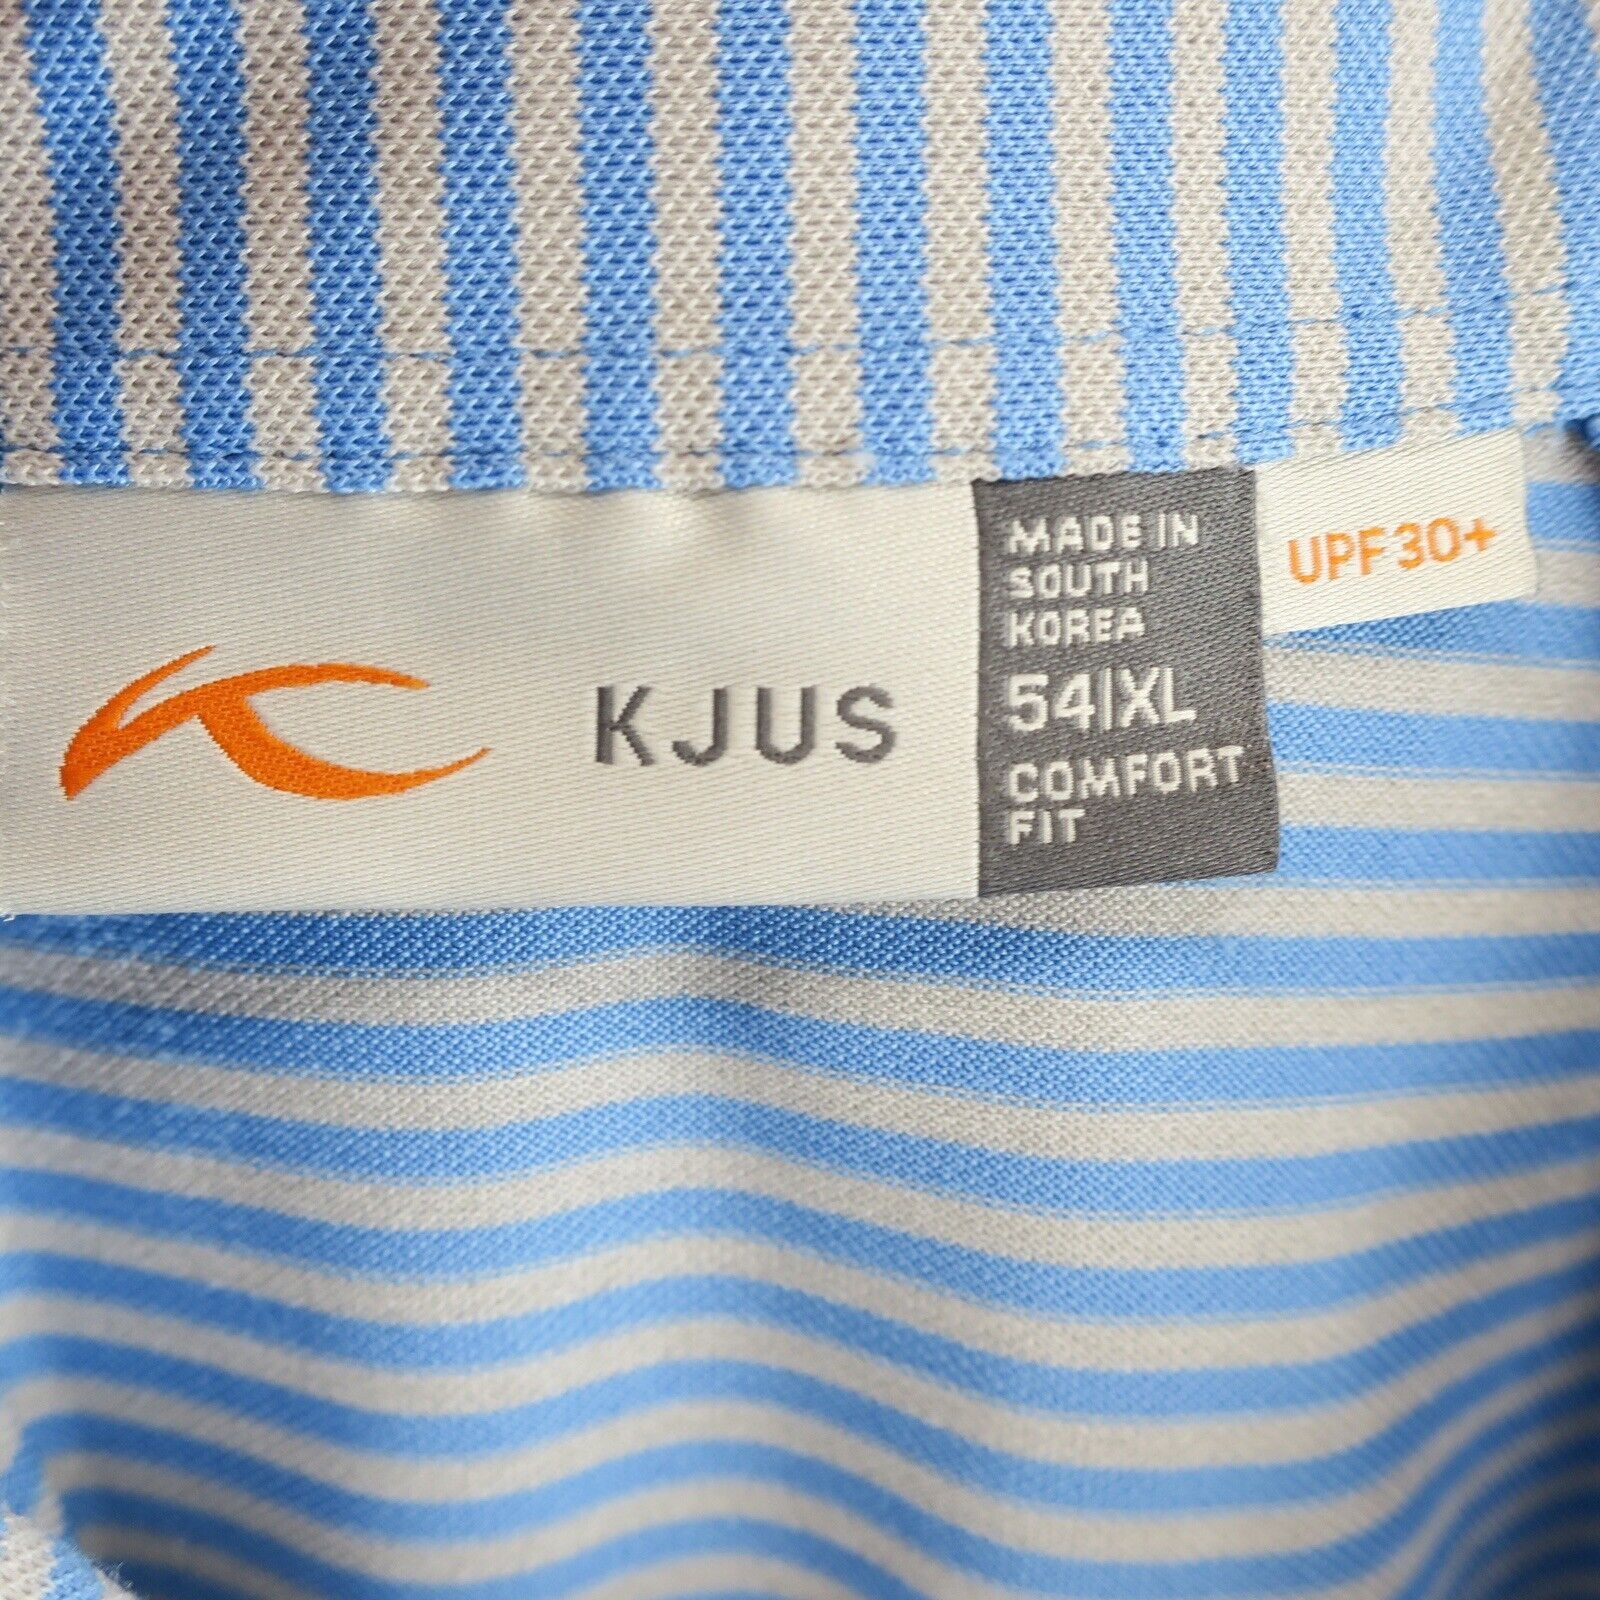 KJUS
MADE IN
SOUTH
KOREA
54|XL
COMFORT
FIT
UPF 30+